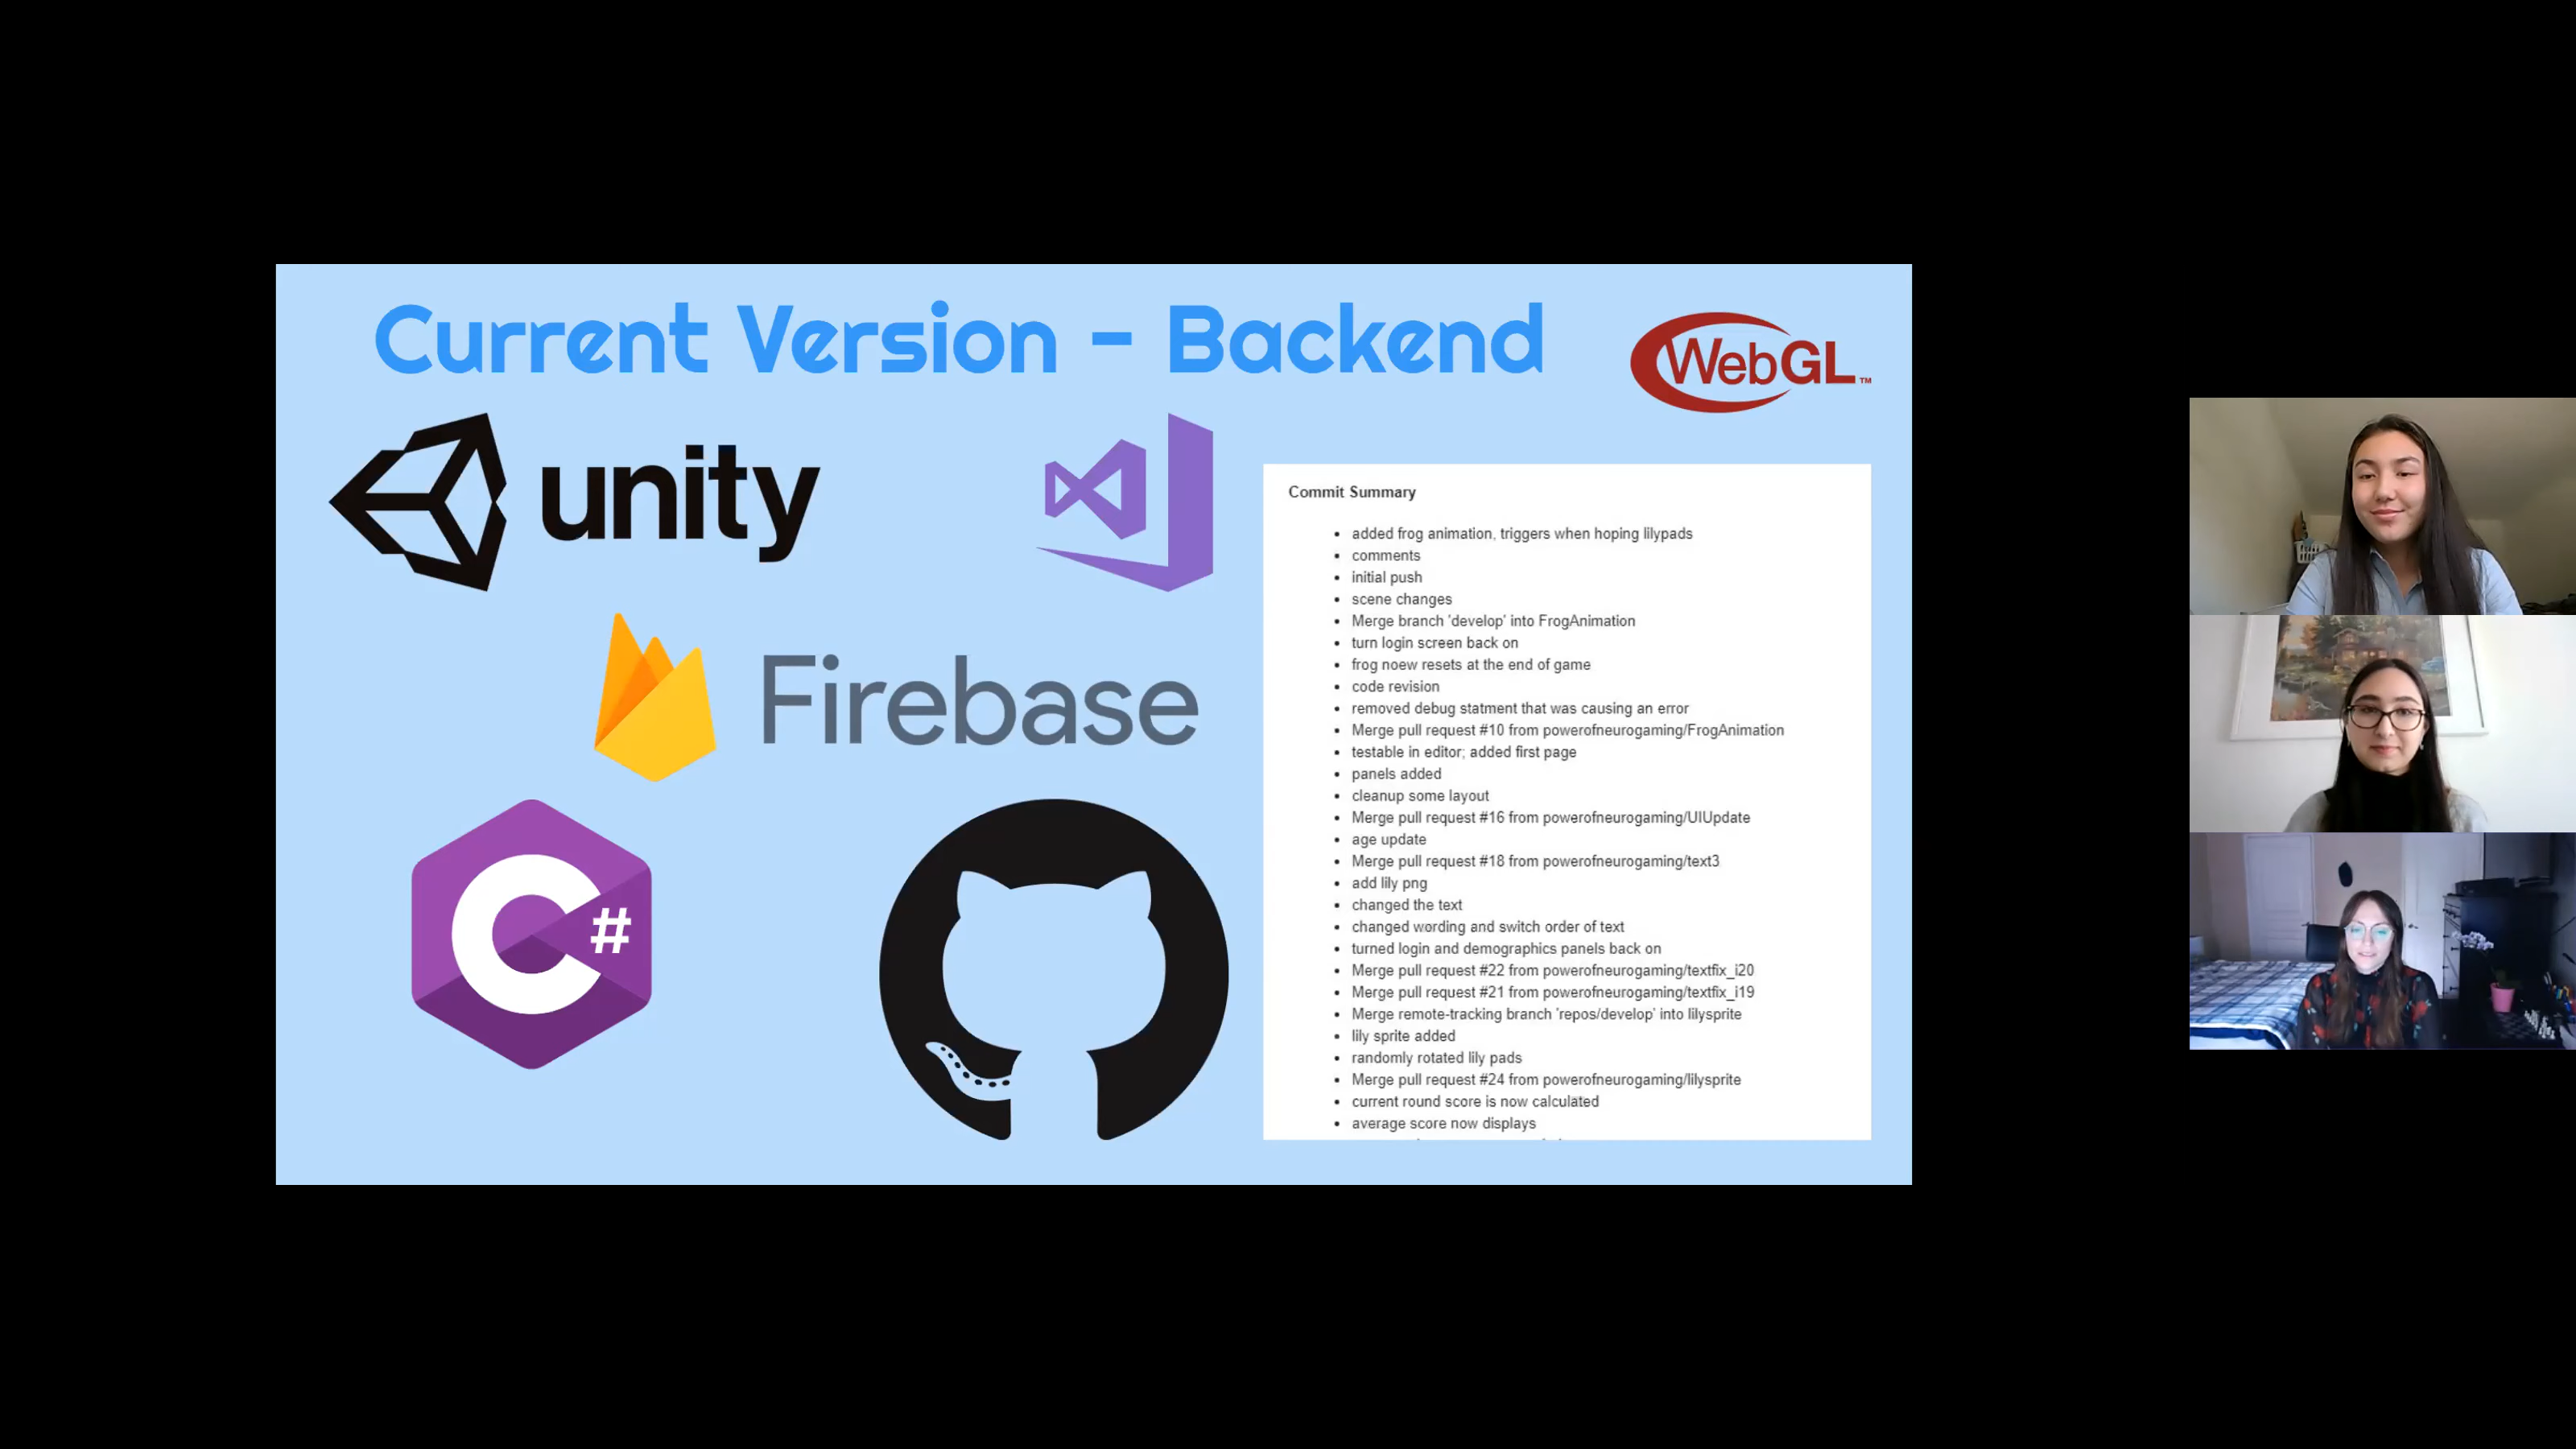 Current Version - Backend
WebGL™
unity
Firebase
C#
Commit Summary
• added frog animation, triggers when hoping lilypads
• comments
• initial push
• scene changes
• Merge branch 'develop' into FrogAnimation
• turn login screen back on
• frog noew resets at the end of game
• code revision
• removed debug statment that was causing an error
• Merge pull request #10 from powerofneurogaming/FrogAnimation
• testable in editor; added first page
• panels added
• cleanup some layout
• Merge pull request #16 from powerofneurogaming/UIUpdate
• age update
• Merge pull request #18 from powerofneurogaming/text3
• add lily png
• changed the text
• changed wording and switch order of text
• turned login and demographics panels back on
• Merge pull request #22 from powerofneurogaming/textfix_i20
• Merge pull request #21 from powerofneurogaming/textfix_i19
• Merge remote-tracking branch 'repos/develop' into lilysprite
• lily sprite added
• randomly rotated lily pads
• Merge pull request #24 from powerofneurogaming/lilysprite
• current round score is now calculated
• average score now displays